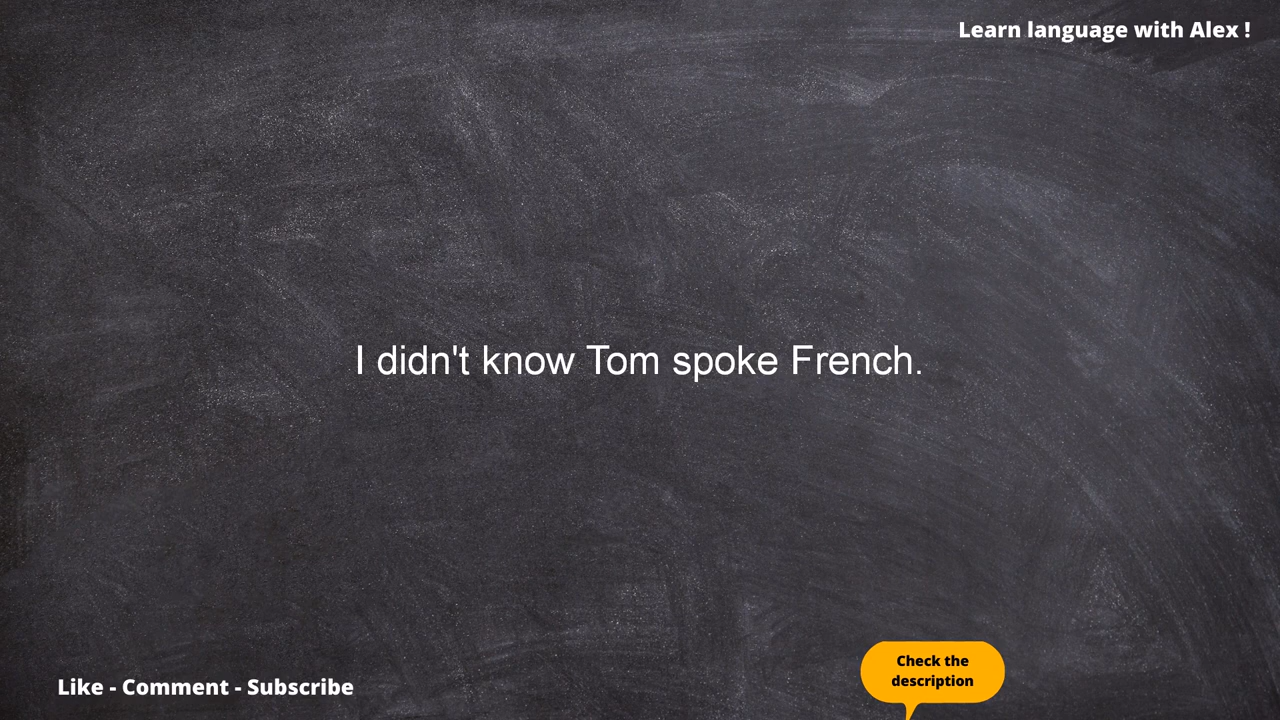 Learn language with Alex !
I didn't know Tom spoke French.
Like - Comment - Subscribe
Check the
description